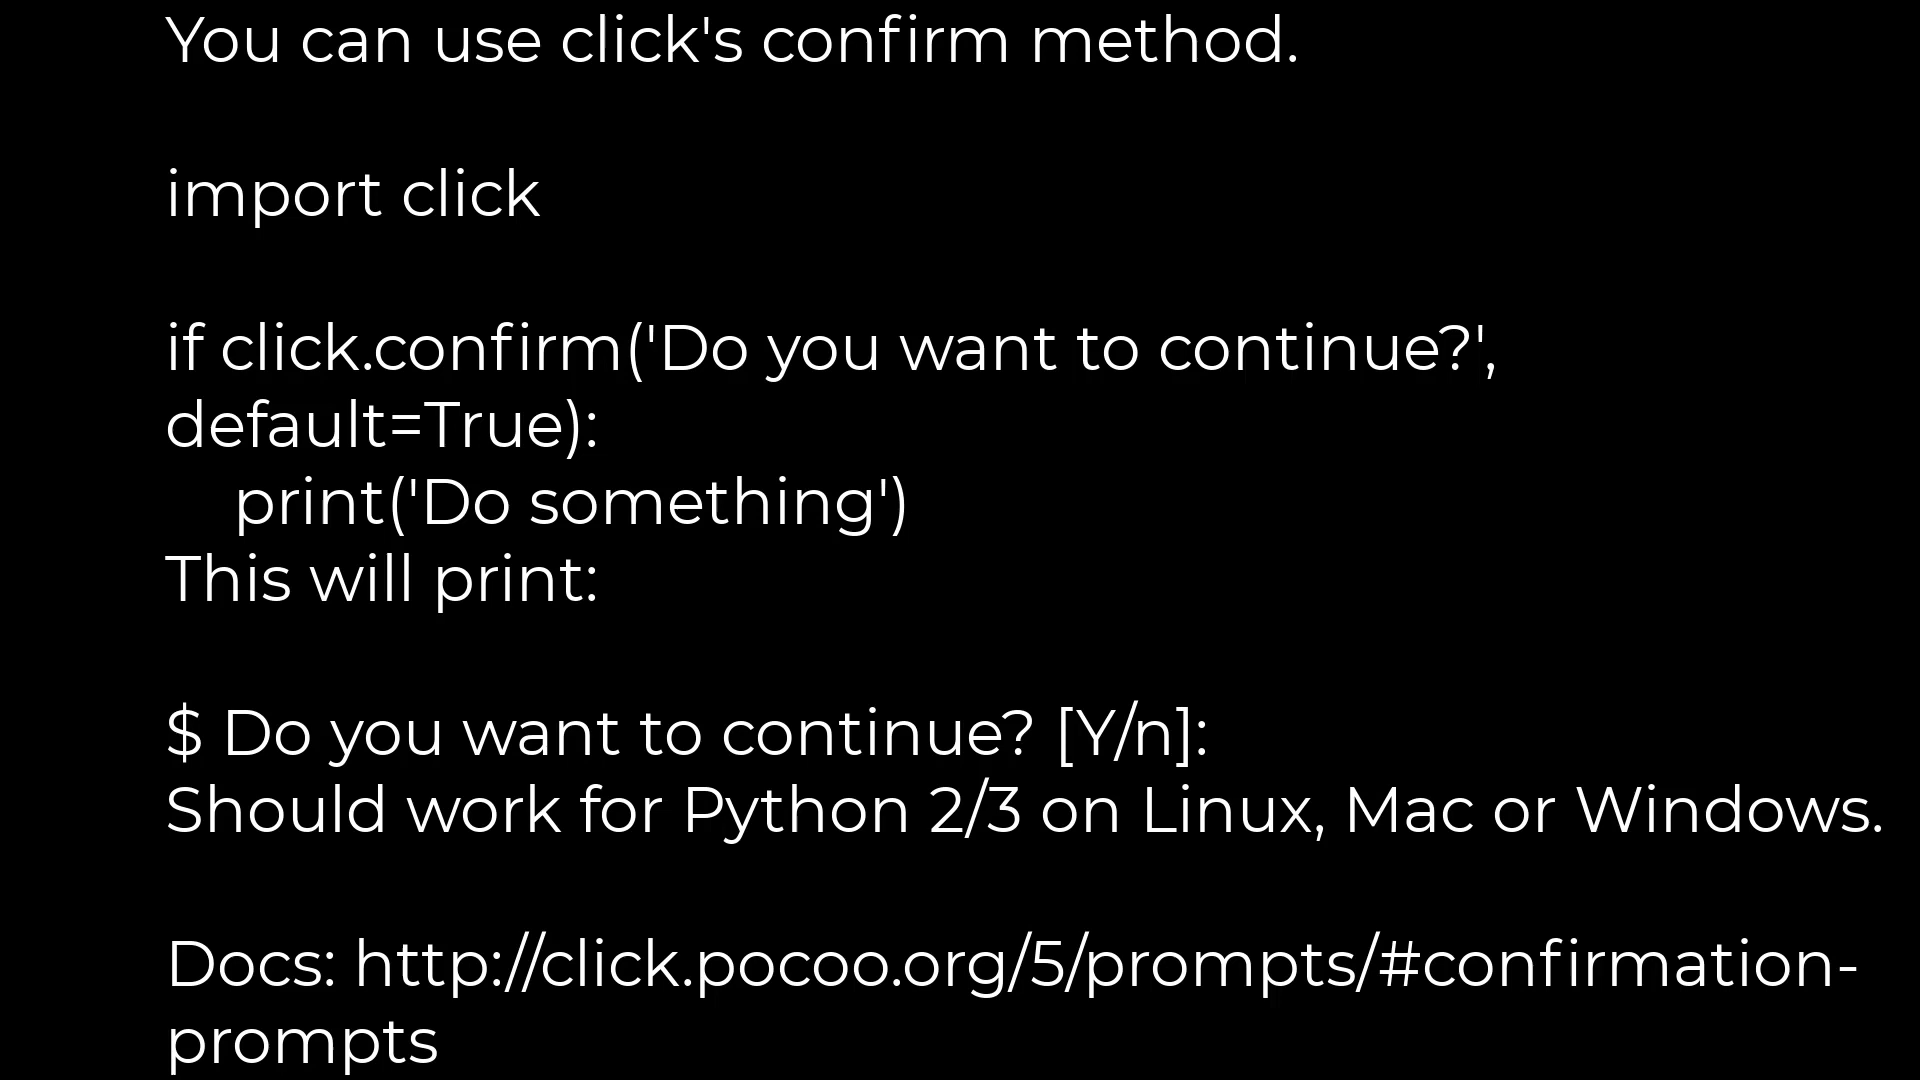 You can use click's confirm method.
import click
if click.confirm('Do you want to continue?',
default=True):
    print('Do something')
This will print:
$ Do you want to continue? [Y/n]:
Should work for Python 2/3 on Linux, Mac or Windows.
Docs: http://click.pocoo.org/5/prompts/#confirmation-
prompts